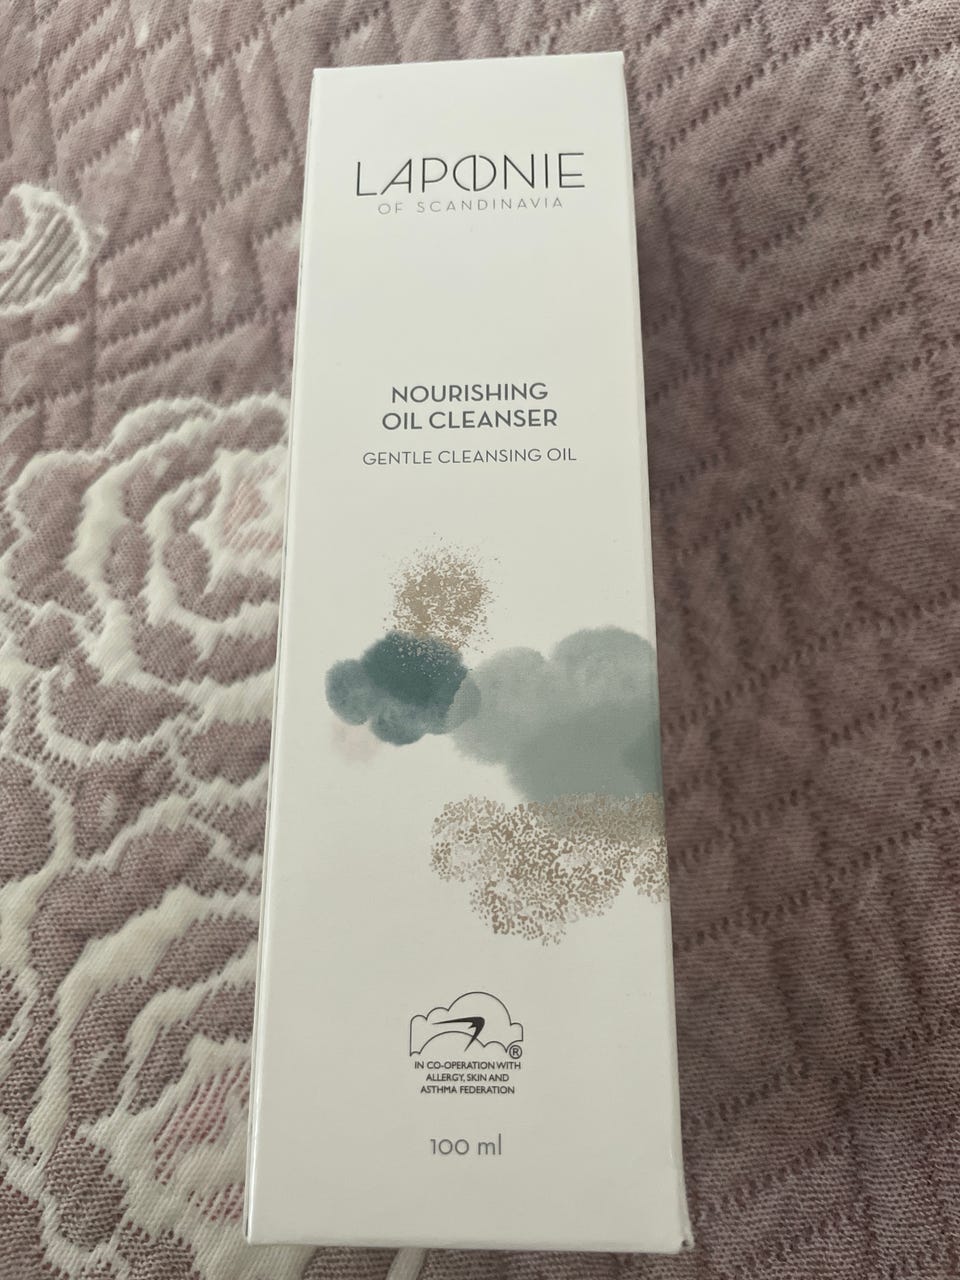 LAPONIE
OF SCANDINAVIA
NOURISHING
OIL CLEANSER
GENTLE CLEANSING OIL
®
IN CO-OPERATION WITH
ALLERGY, SKIN AND
ASTHMA FEDERATION
100 ml